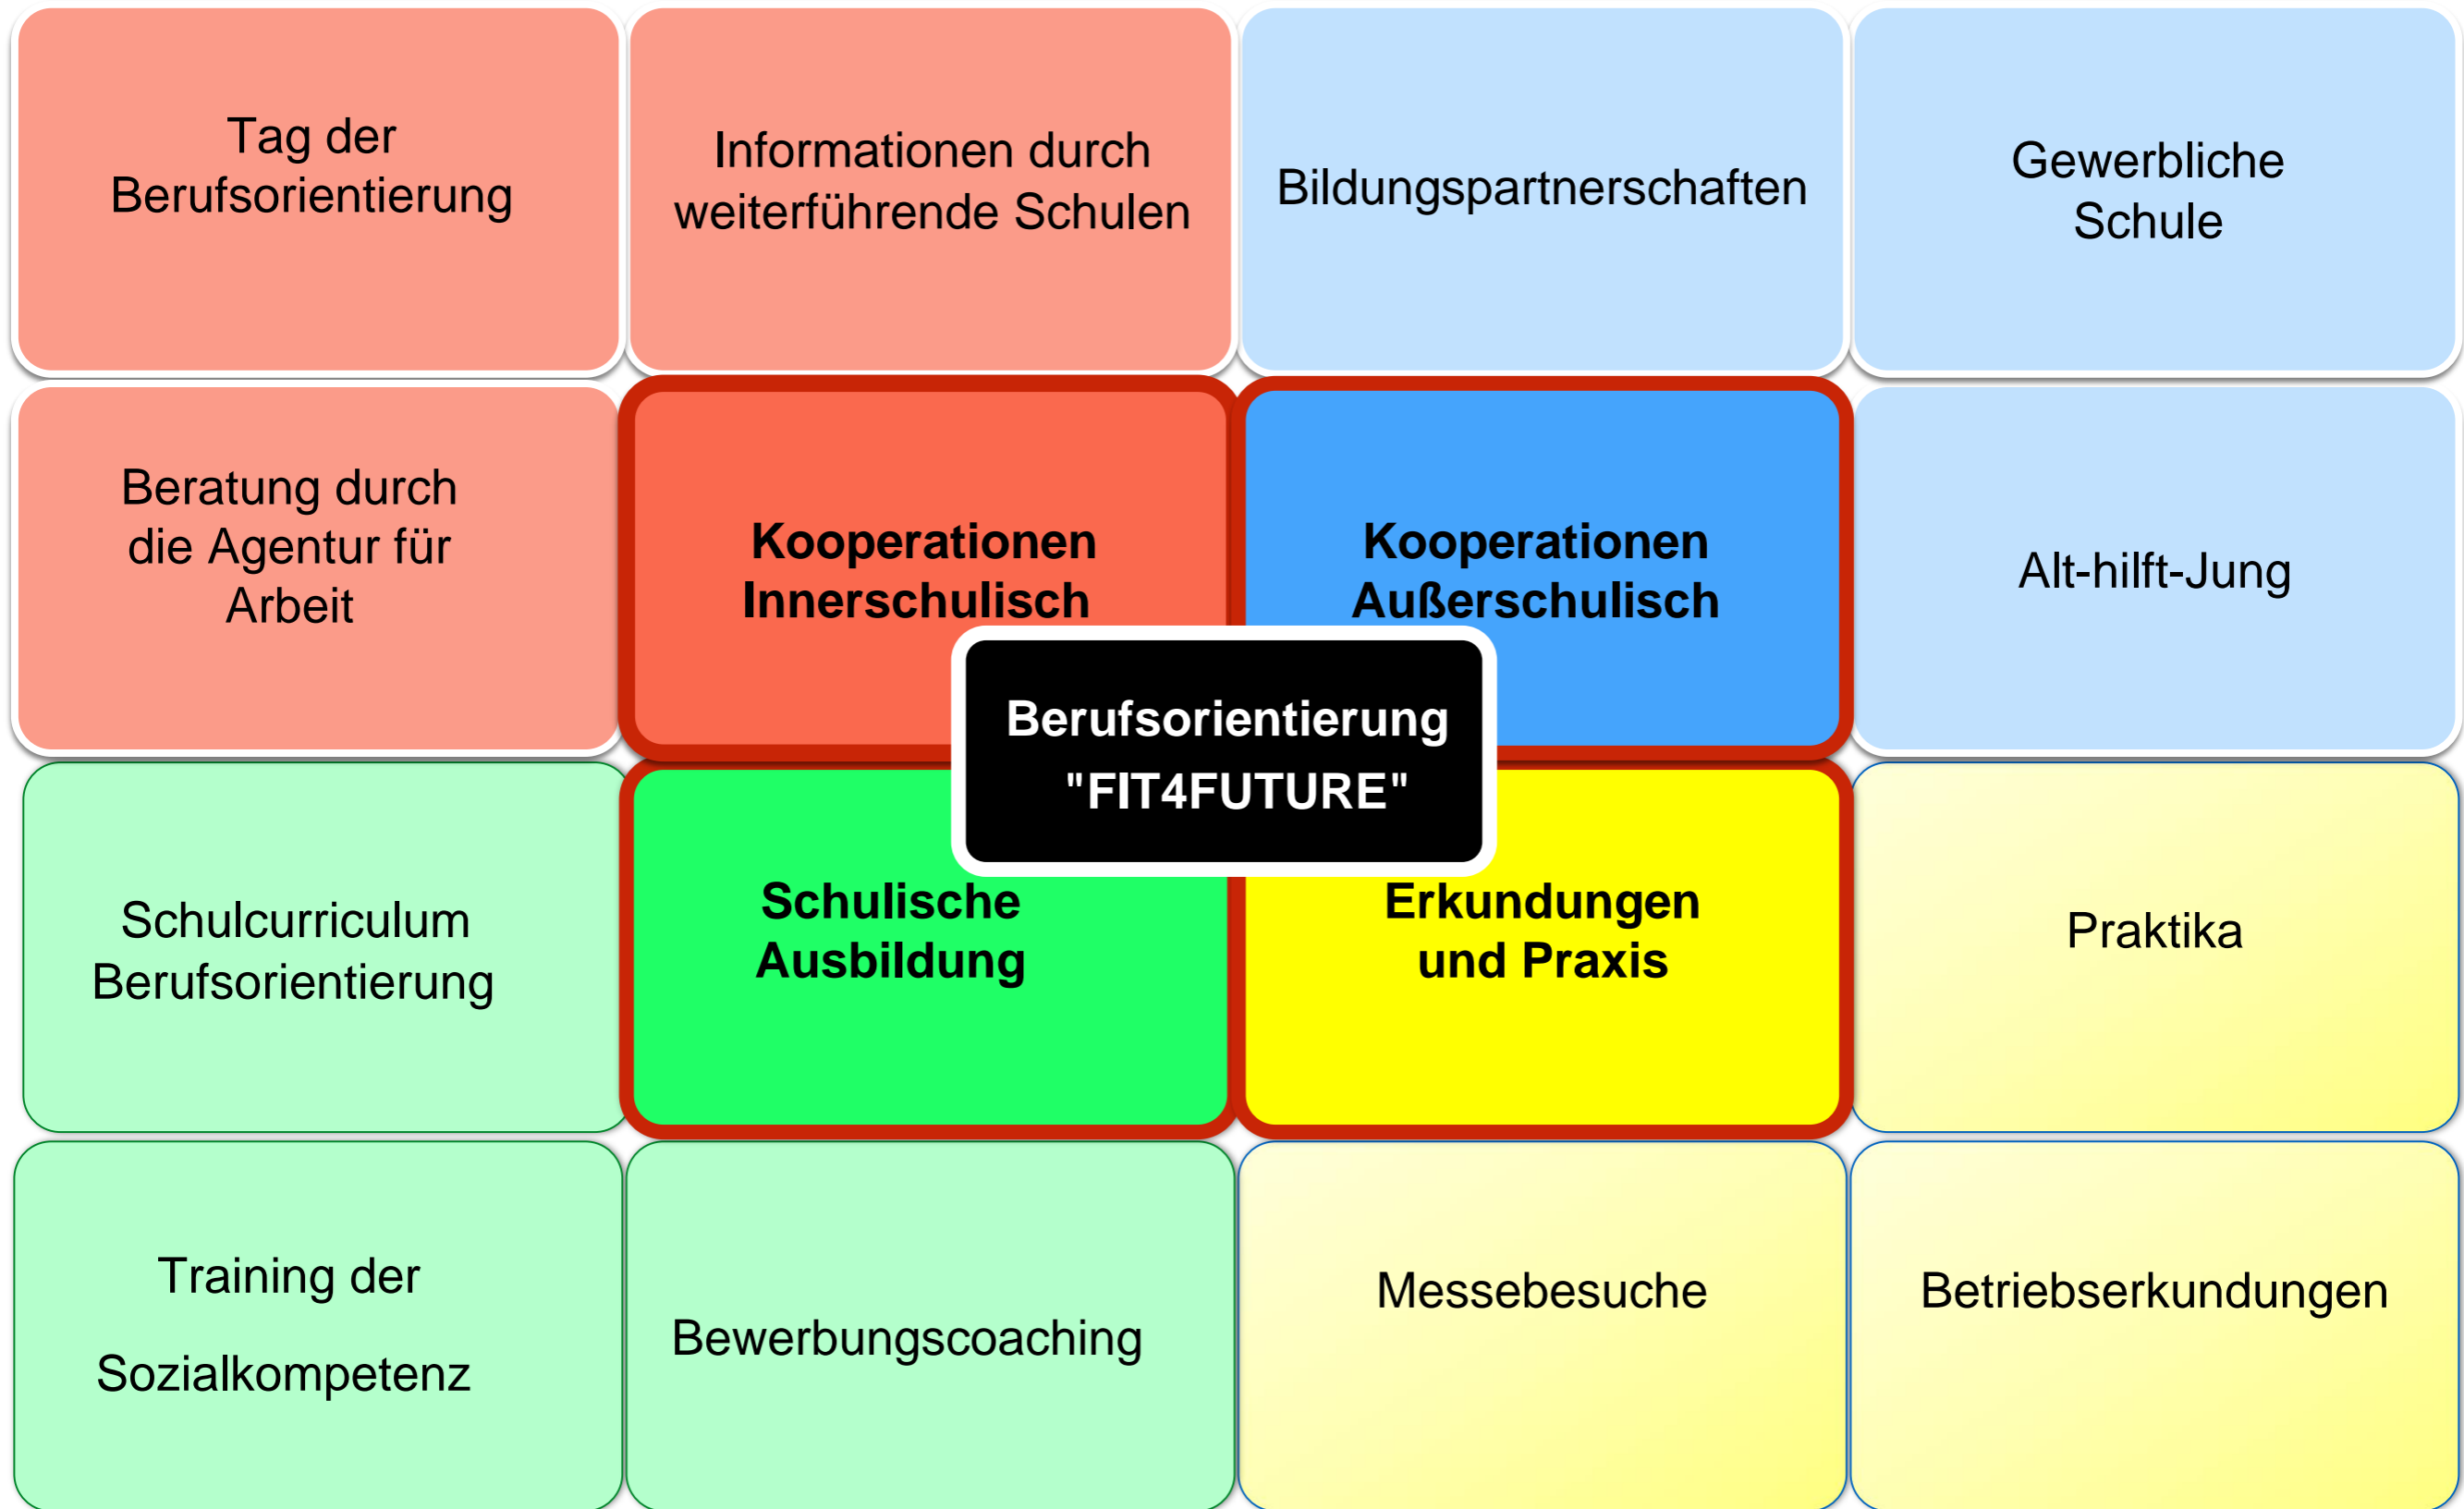 Tag der
Berufsorientierung
Informationen durch
weiterführende Schulen
Bildungspartnerschaften
Gewerbliche
Schule
Beratung durch
die Agentur für
Arbeit
Kooperationen
Innerschulisch
Kooperationen
Außerschulisch
Alt-hilft-Jung
Berufsorientierung
"FIT4FUTURE"
Schulcurriculum
Berufsorientierung
Schulische
Ausbildung
Erkundungen
und Praxis
Praktika
Training der
Sozialkompetenz
Bewerbungscoaching
Messebesuche
Betriebserkundungen